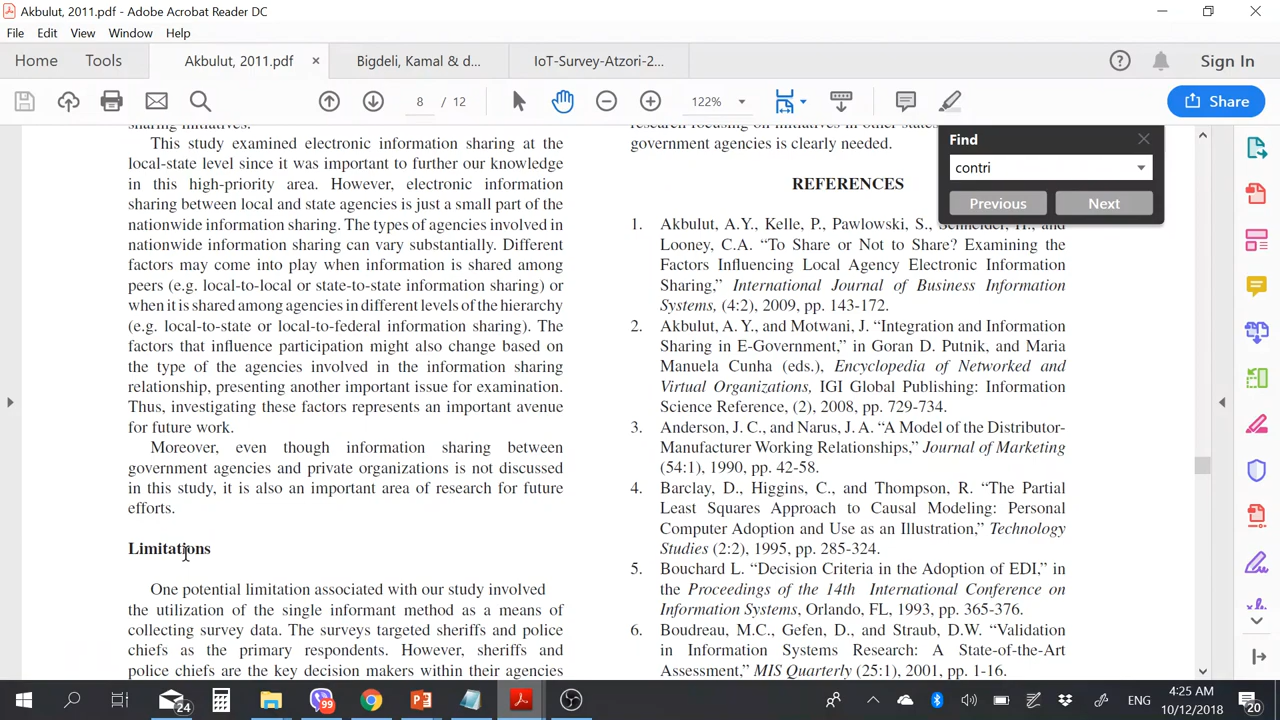 Akbulut, 2011.pdf - Adobe Acrobat Reader DC
File Edit View Window Help
Home Tools Akbulut, 2011.pdf × Bigdeli, Kamal & d... IoT-Survey-Atzori-2... Sign In
8 / 12 122% Share
sharing initiatives.
This study examined electronic information sharing at the
local-state level since it was important to further our knowledge
in this high-priority area. However, electronic information
sharing between local and state agencies is just a small part of the
nationwide information sharing. The types of agencies involved in
nationwide information sharing can vary substantially. Different
factors may come into play when information is shared among
peers (e.g. local-to-local or state-to-state information sharing) or
when it is shared among agencies in different levels of the hierarchy
(e.g. local-to-state or local-to-federal information sharing). The
factors that influence participation might also change based on
the type of the agencies involved in the information sharing
relationship, presenting another important issue for examination.
Thus, investigating these factors represents an important avenue
for future work.
Moreover, even though information sharing between
government agencies and private organizations is not discussed
in this study, it is also an important area of research for future
efforts.
Limitations
One potential limitation associated with our study involved
the utilization of the single informant method as a means of
collecting survey data. The surveys targeted sheriffs and police
chiefs as the primary respondents. However, sheriffs and
police chiefs are the key decision makers within their agencies
research focusing on initiatives in other states
government agencies is clearly needed.
REFERENCES
1. Akbulut, A.Y., Kelle, P., Pawlowski, S., Schneider, H., and
Looney, C.A. “To Share or Not to Share? Examining the
Factors Influencing Local Agency Electronic Information
Sharing,” International Journal of Business Information
Systems, (4:2), 2009, pp. 143-172.
2. Akbulut, A. Y., and Motwani, J. “Integration and Information
Sharing in E-Government,” in Goran D. Putnik, and Maria
Manuela Cunha (eds.), Encyclopedia of Networked and
Virtual Organizations, IGI Global Publishing: Information
Science Reference, (2), 2008, pp. 729-734.
3. Anderson, J. C., and Narus, J. A. “A Model of the Distributor-
Manufacturer Working Relationships,” Journal of Marketing
(54:1), 1990, pp. 42-58.
4. Barclay, D., Higgins, C., and Thompson, R. “The Partial
Least Squares Approach to Causal Modeling: Personal
Computer Adoption and Use as an Illustration,” Technology
Studies (2:2), 1995, pp. 285-324.
5. Bouchard L. “Decision Criteria in the Adoption of EDI,” in
the Proceedings of the 14th International Conference on
Information Systems, Orlando, FL, 1993, pp. 365-376.
6. Boudreau, M.C., Gefen, D., and Straub, D.W. “Validation
in Information Systems Research: A State-of-the-Art
Assessment,” MIS Quarterly (25:1), 2001, pp. 1-16.
Find
contri
Previous Next
24 99 ENG 4:25 AM
10/12/2018 20